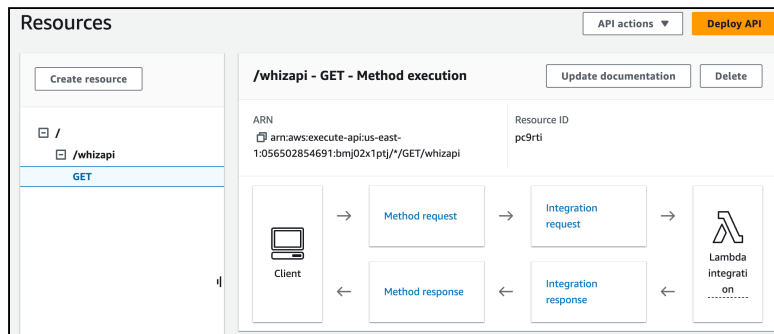 Resources
API actions ▼
Deploy API
Create resource
/
/whizapi
GET
/whizapi - GET - Method execution
Update documentation
Delete
ARN
arn:aws:execute-api:us-east-
1:056502854691:bmj02x1ptj/*/GET/whizapi
Resource ID
pc9rti
Client
Method request
Integration
request
Method response
Integration
response
Lambda
integrati
on